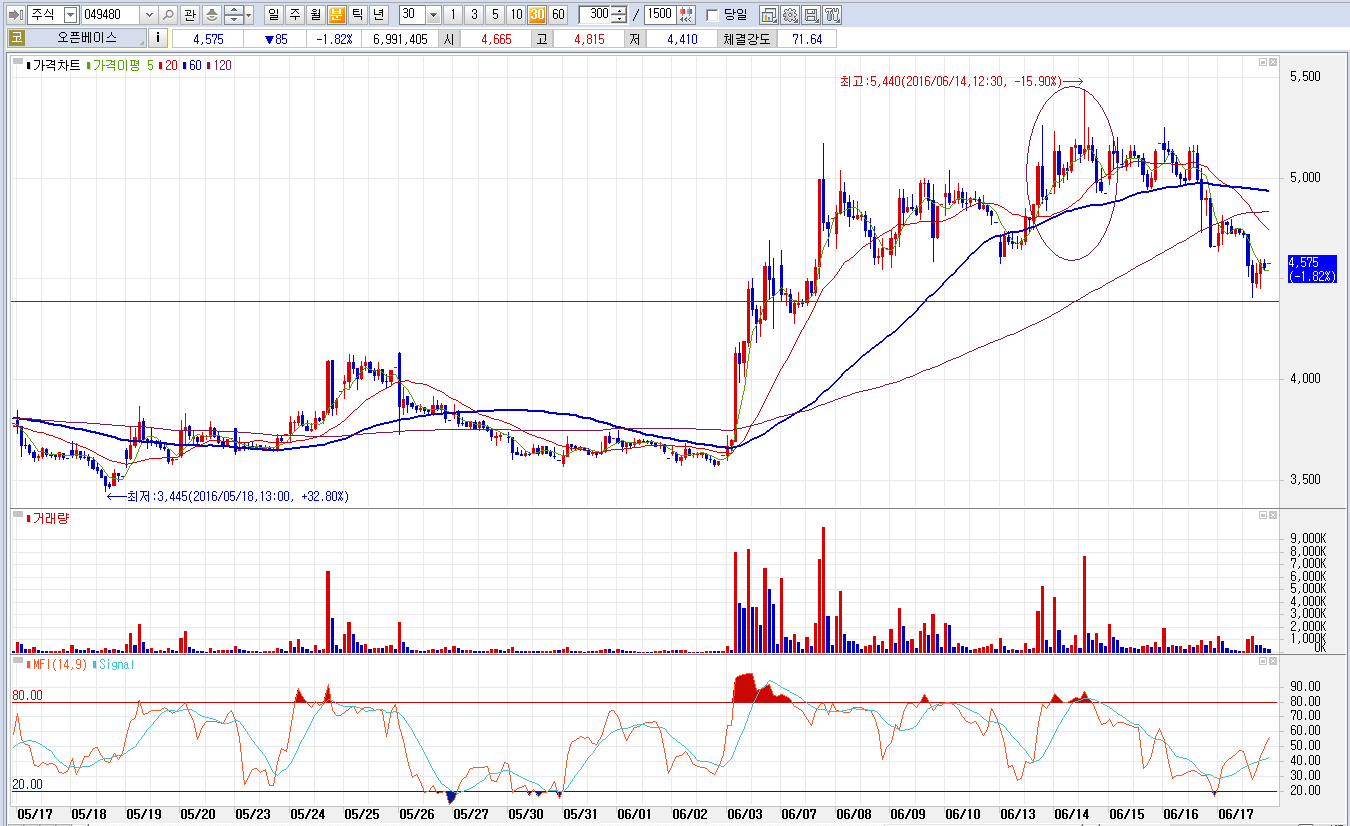 주식 049480 관 일 주 월 분 틱 년 30 1 3 5 10 30 60 300 / 1500 당일
코 오픈베이스 i 4,575 ▼85 -1.82% 6,991,405 시 4,665 고 4,815 저 4,410 체결강도 71.64
가격차트 가격이평 5 20 60 120
최고:5,440(2016/06/14,12:30, -15.90%)→
5,500
5,000
4,575
(-1.82%)
4,000
3,500
←최저:3,445(2016/05/18,13:00, +32.80%)
거래량
9,000K
8,000K
7,000K
6,000K
5,000K
4,000K
3,000K
2,000K
1,000K
0K
MFI(14,9) Signal
80.00
20.00
90.00
80.00
70.00
60.00
50.00
40.00
30.00
20.00
05/17 05/18 05/19 05/20 05/23 05/24 05/25 05/26 05/27 05/30 05/31 06/01 06/02 06/03 06/07 06/08 06/09 06/10 06/13 06/14 06/15 06/16 06/17